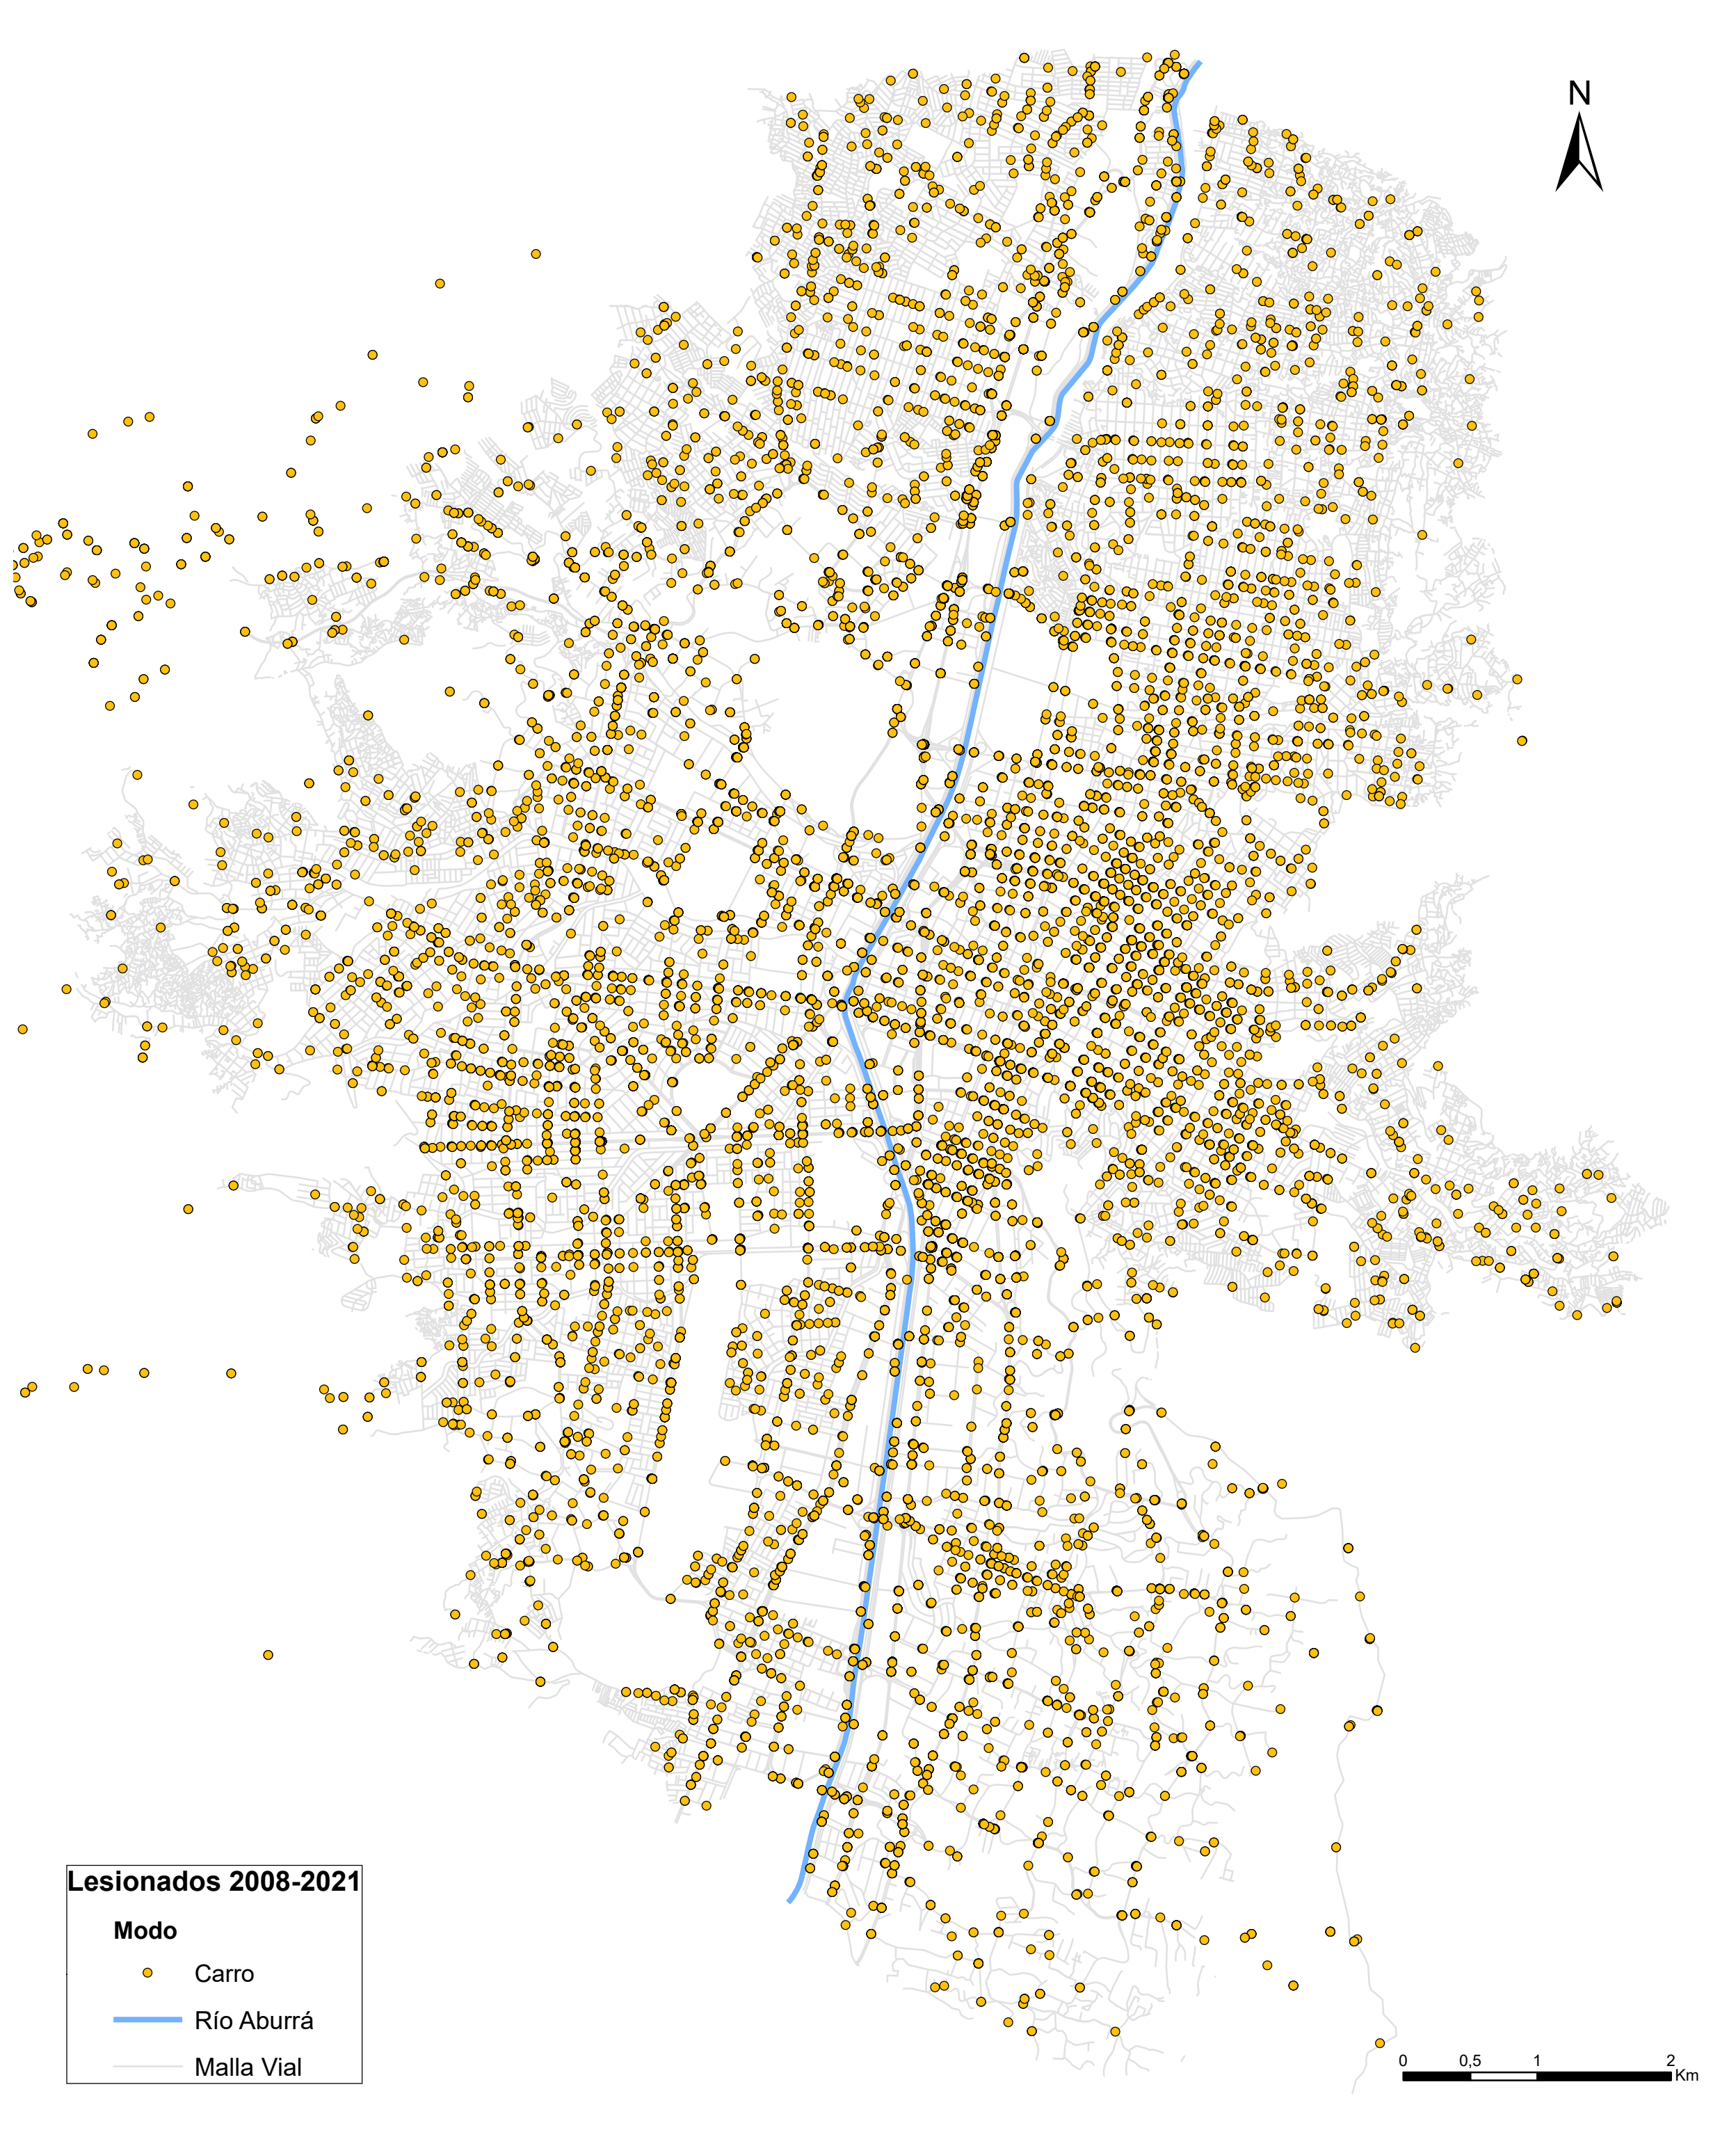 N
Lesionados 2008-2021
Modo
Carro
Río Aburrá
Malla Vial
0 0,5 1 2
Km